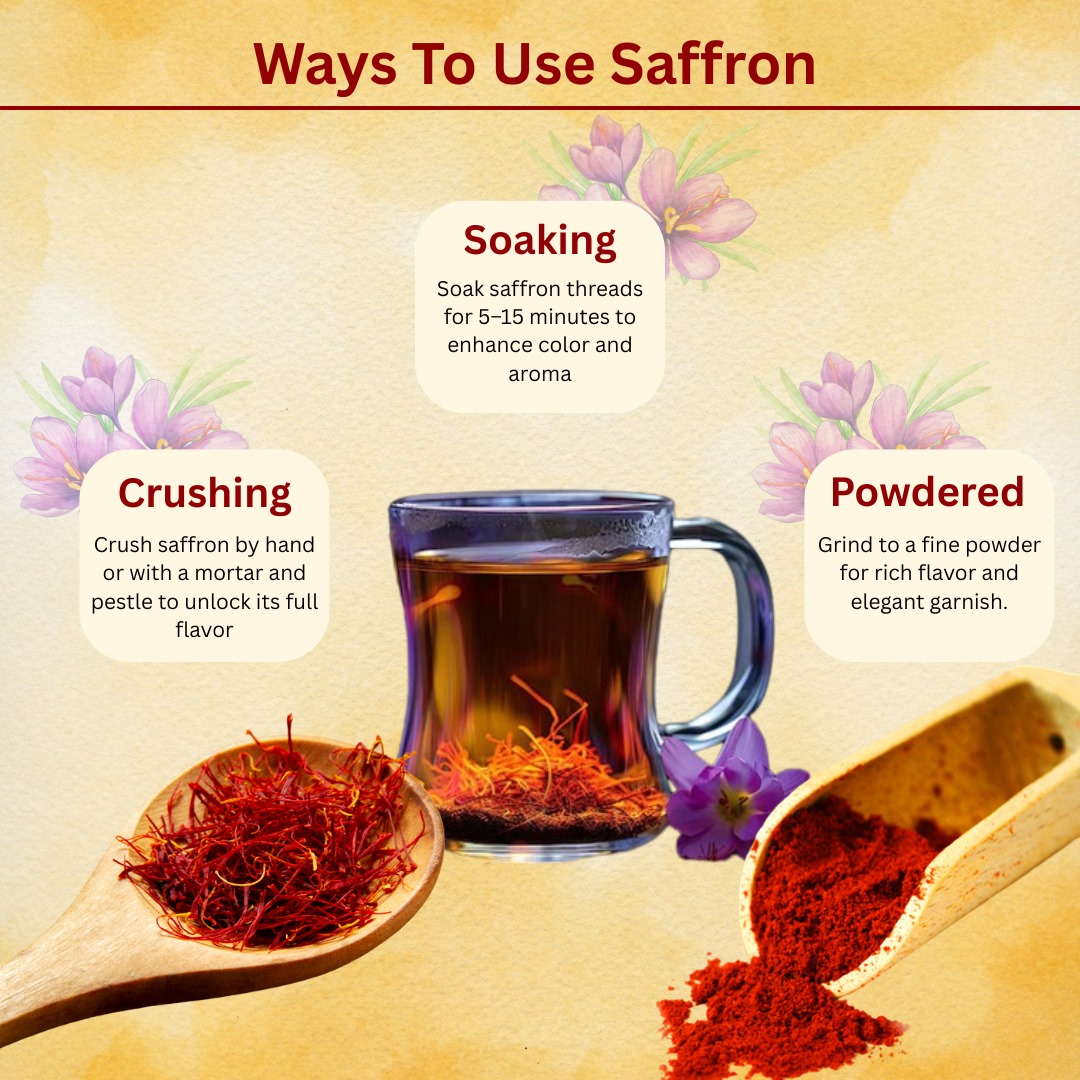 Ways To Use Saffron
Soaking
Soak saffron threads
for 5–15 minutes to
enhance color and
aroma
Crushing
Crush saffron by hand
or with a mortar and
pestle to unlock its full
flavor
Powdered
Grind to a fine powder
for rich flavor and
elegant garnish.